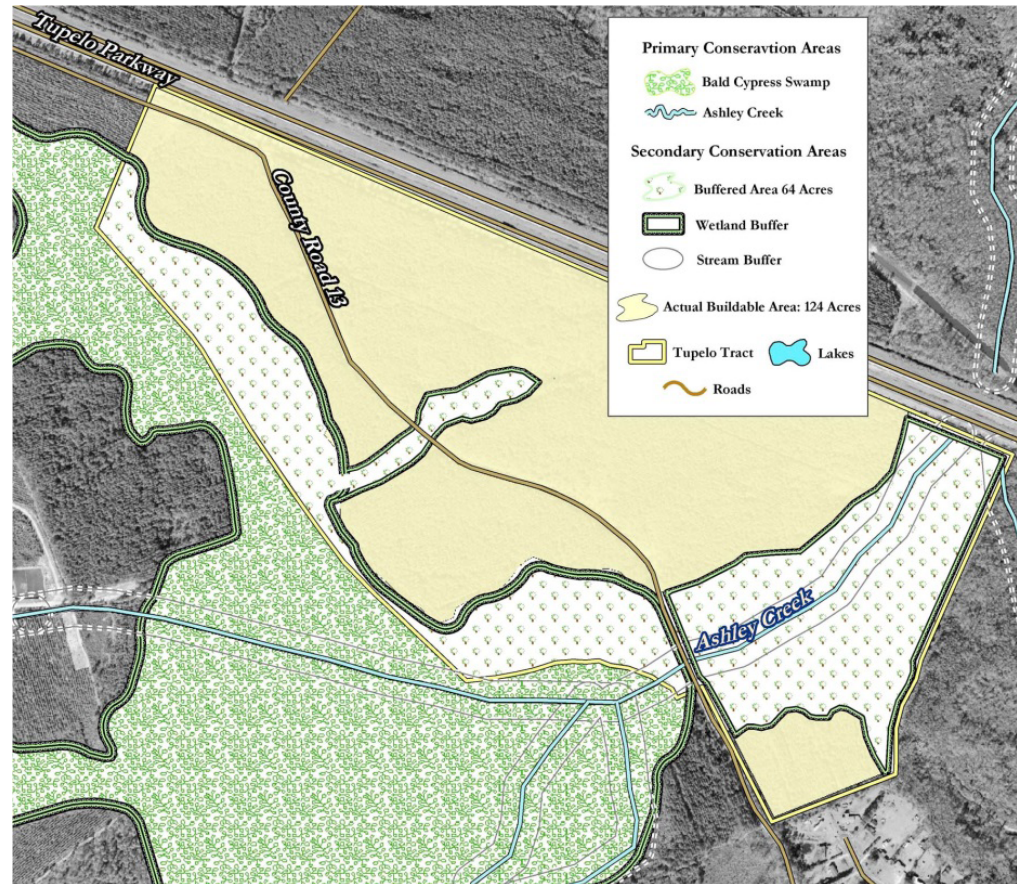 Tupelo Parkway
County Road 13
Ashley Creek
Primary Conseravtion Areas
Bald Cypress Swamp
Ashley Creek
Secondary Conservation Areas
Buffered Area 64 Acres
Wetland Buffer
Stream Buffer
Actual Buildable Area: 124 Acres
Tupelo Tract
Lakes
Roads